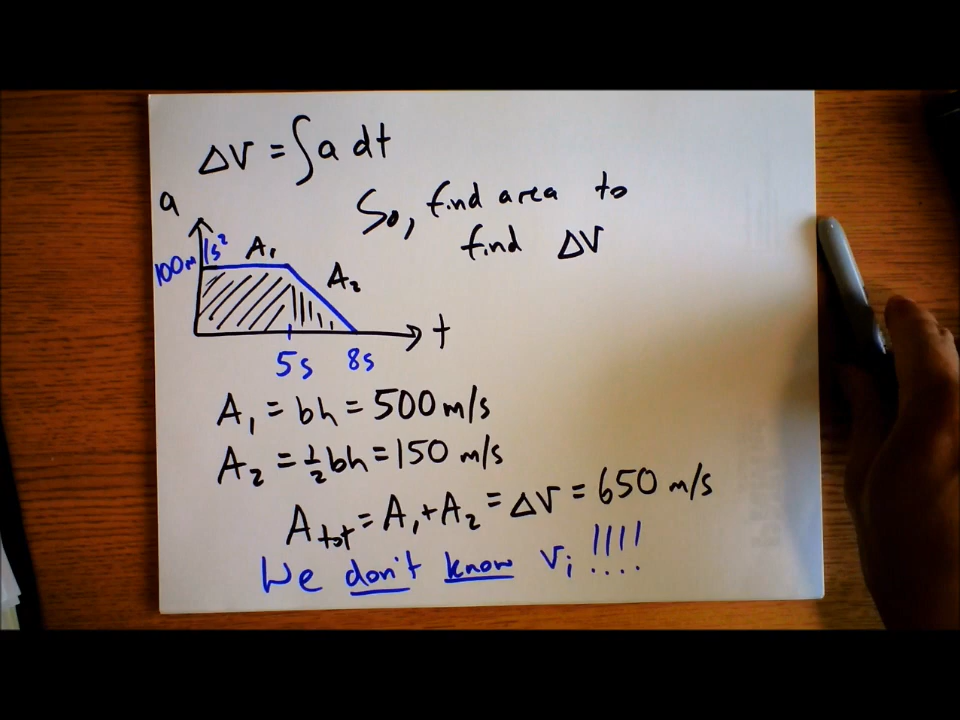 ΔV = ∫a dt
So, find area to
find ΔV
a
100m/s²
A₁
A₂
t
5s 8s
A₁ = bh = 500 m/s
A₂ = ½bh = 150 m/s
Aₜₒₜ = A₁ + A₂ = ΔV = 650 m/s
We don't know Vᵢ !!!!